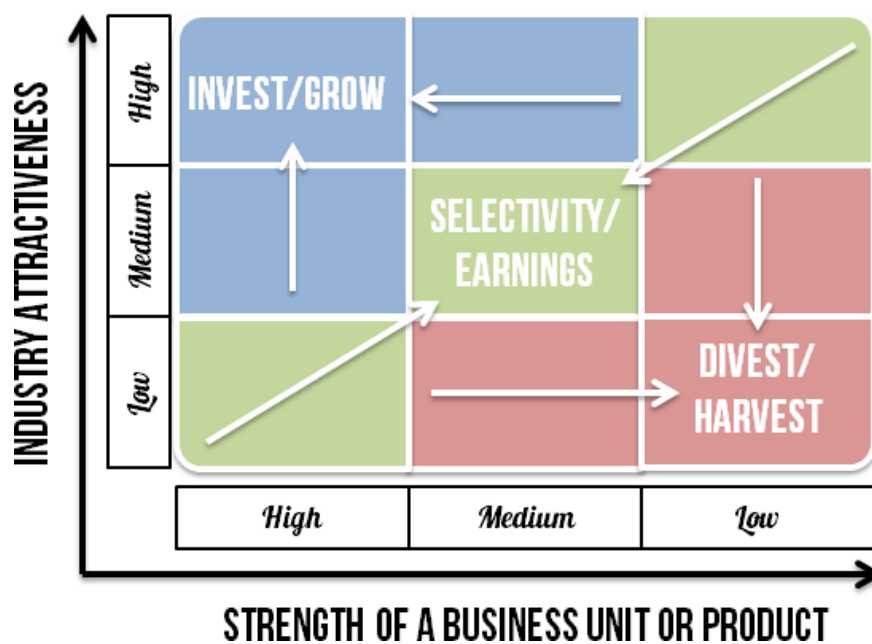 INDUSTRY ATTRACTIVENESS
High
Medium
Low
INVEST/GROW
SELECTIVITY/
EARNINGS
DIVEST/
HARVEST
High
Medium
Low
STRENGTH OF A BUSINESS UNIT OR PRODUCT